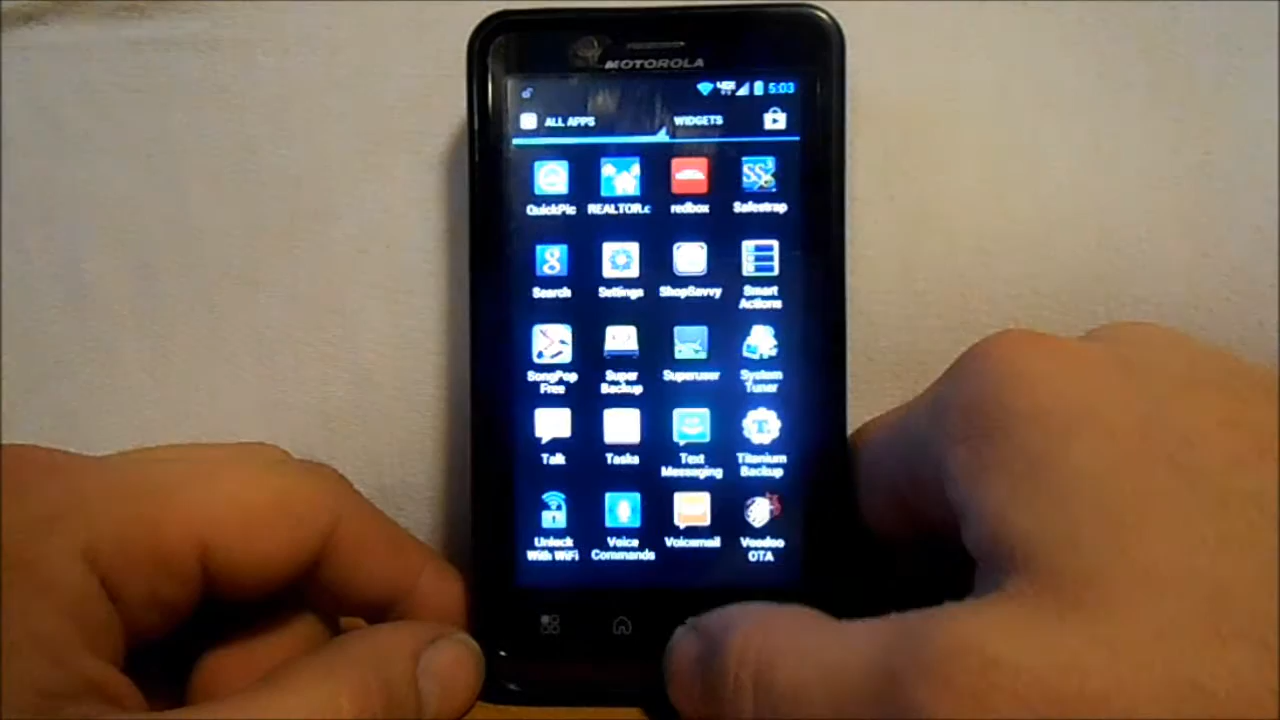 MOTOROLA
5:03
ALL APPS
WIDGETS
QuickPic
REALTOR.c
redbox
Safestrap
Search
Settings
ShopSavvy
Smart
Actions
SongPop
Free
Super
Backup
Superuser
System
Tuner
Talk
Tasks
Text
Messaging
Titanium
Backup
Unlock
With WiFi
Voice
Commands
Voicemail
Voodoo
OTA